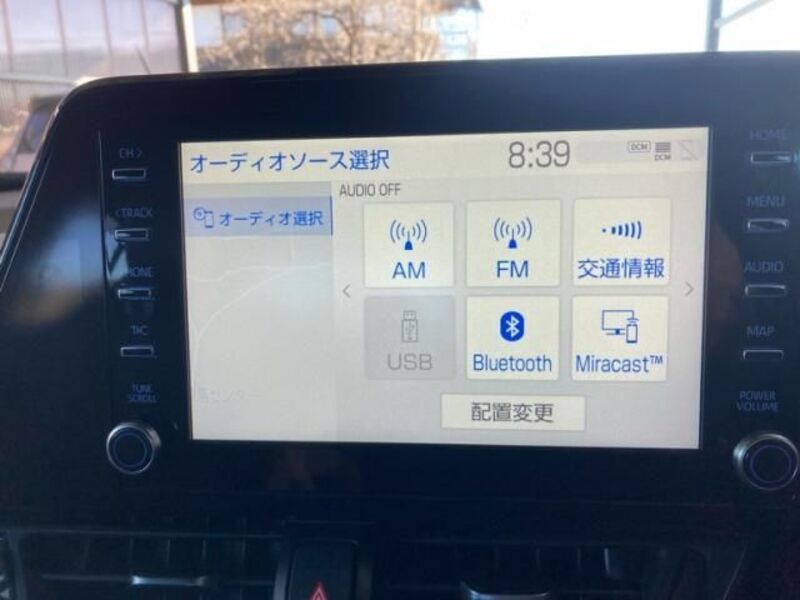 オーディオソース選択
8:39
DCM
DCM
AUDIO OFF
オーディオ選択
AM
FM
交通情報
USB
Bluetooth
Miracast™
配置変更
CH >
< TRACK
PHONE
T/C
TUNE
SCROLL
HOME
MENU
AUDIO
MAP
POWER
VOLUME